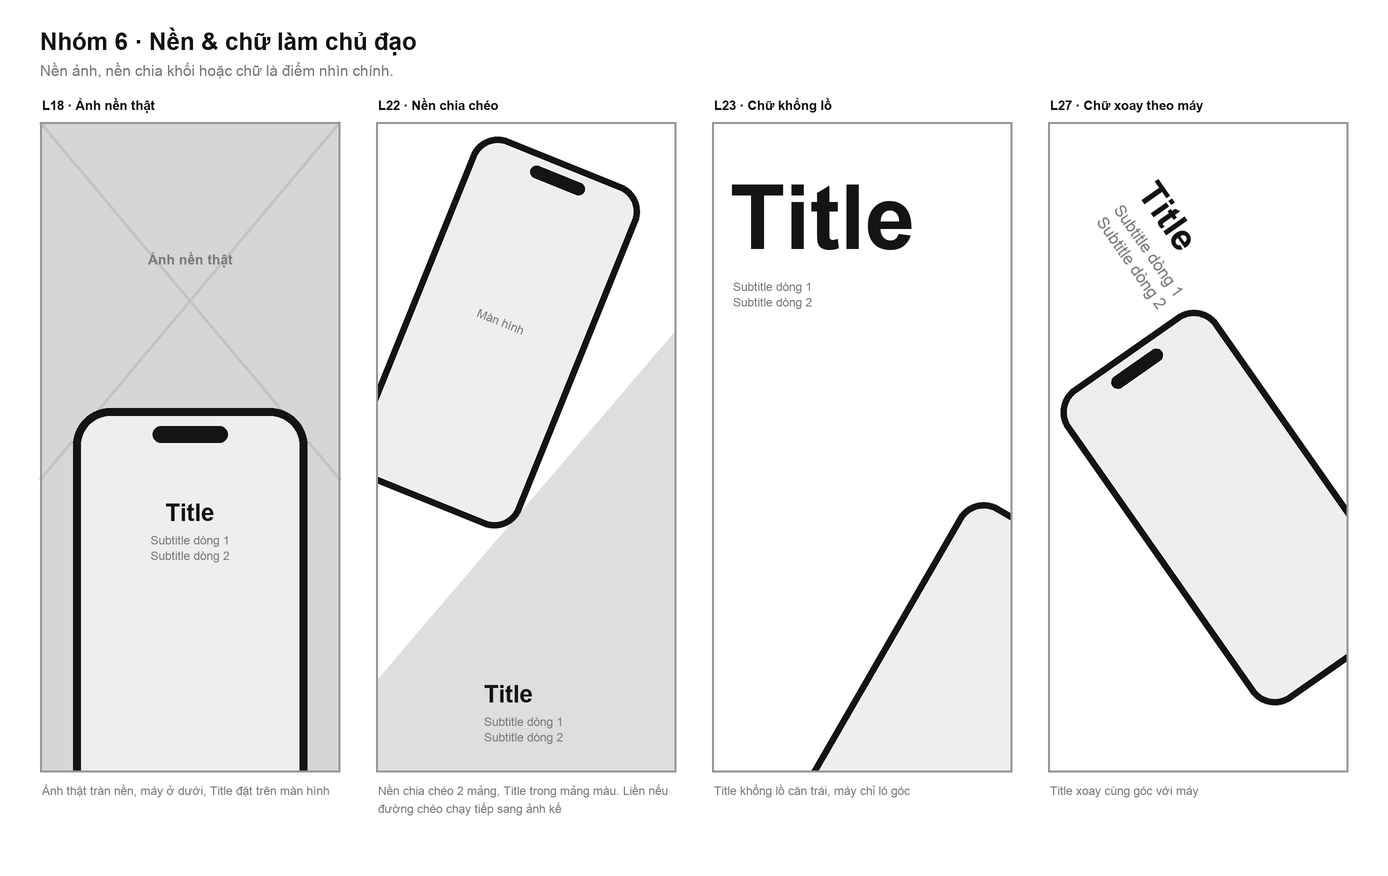 Nhóm 6 · Nền & chữ làm chủ đạo
Nền ảnh, nền chia khối hoặc chữ là điểm nhìn chính.
L18 · Ảnh nền thật
Ảnh nền thật
Title
Subtitle dòng 1
Subtitle dòng 2
Ảnh thật tràn nền, máy ở dưới, Title đặt trên màn hình
L22 · Nền chia chéo
Màn hình
Title
Subtitle dòng 1
Subtitle dòng 2
Nền chia chéo 2 mảng, Title trong mảng màu. Liền nếu
đường chéo chạy tiếp sang ảnh kế
L23 · Chữ khổng lồ
Title
Subtitle dòng 1
Subtitle dòng 2
Title khổng lồ căn trái, máy chỉ ló góc
L27 · Chữ xoay theo máy
Title
Subtitle dòng 1
Subtitle dòng 2
Title xoay cùng góc với máy